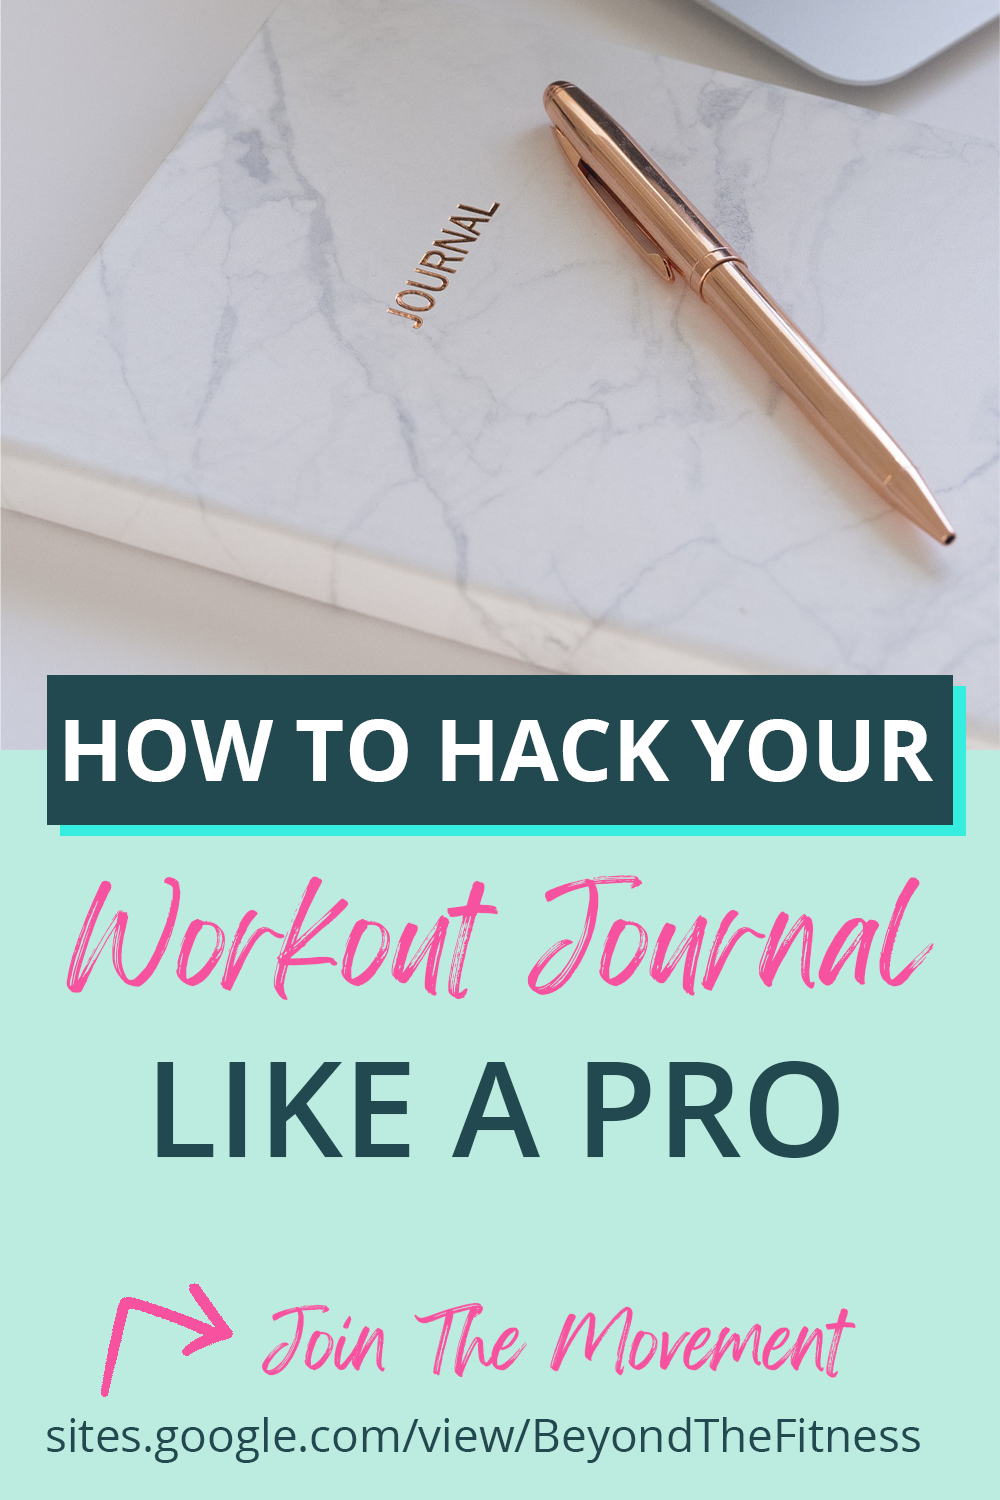 JOURNAL
HOW TO HACK YOUR
Workout Journal
LIKE A PRO
Join The Movement
sites.google.com/view/BeyondTheFitness